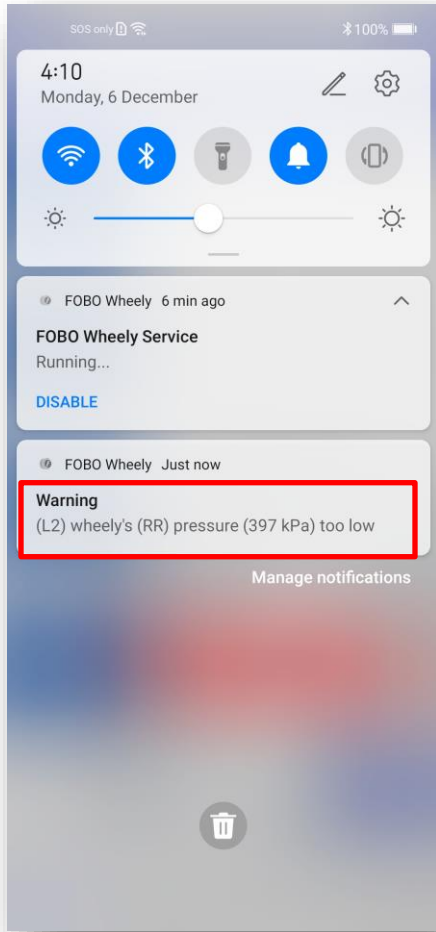 SOS only
100%
4:10
Monday, 6 December
FOBO Wheely 6 min ago
FOBO Wheely Service
Running...
DISABLE
FOBO Wheely Just now
Warning
(L2) wheely's (RR) pressure (397 kPa) too low
Manage notifications